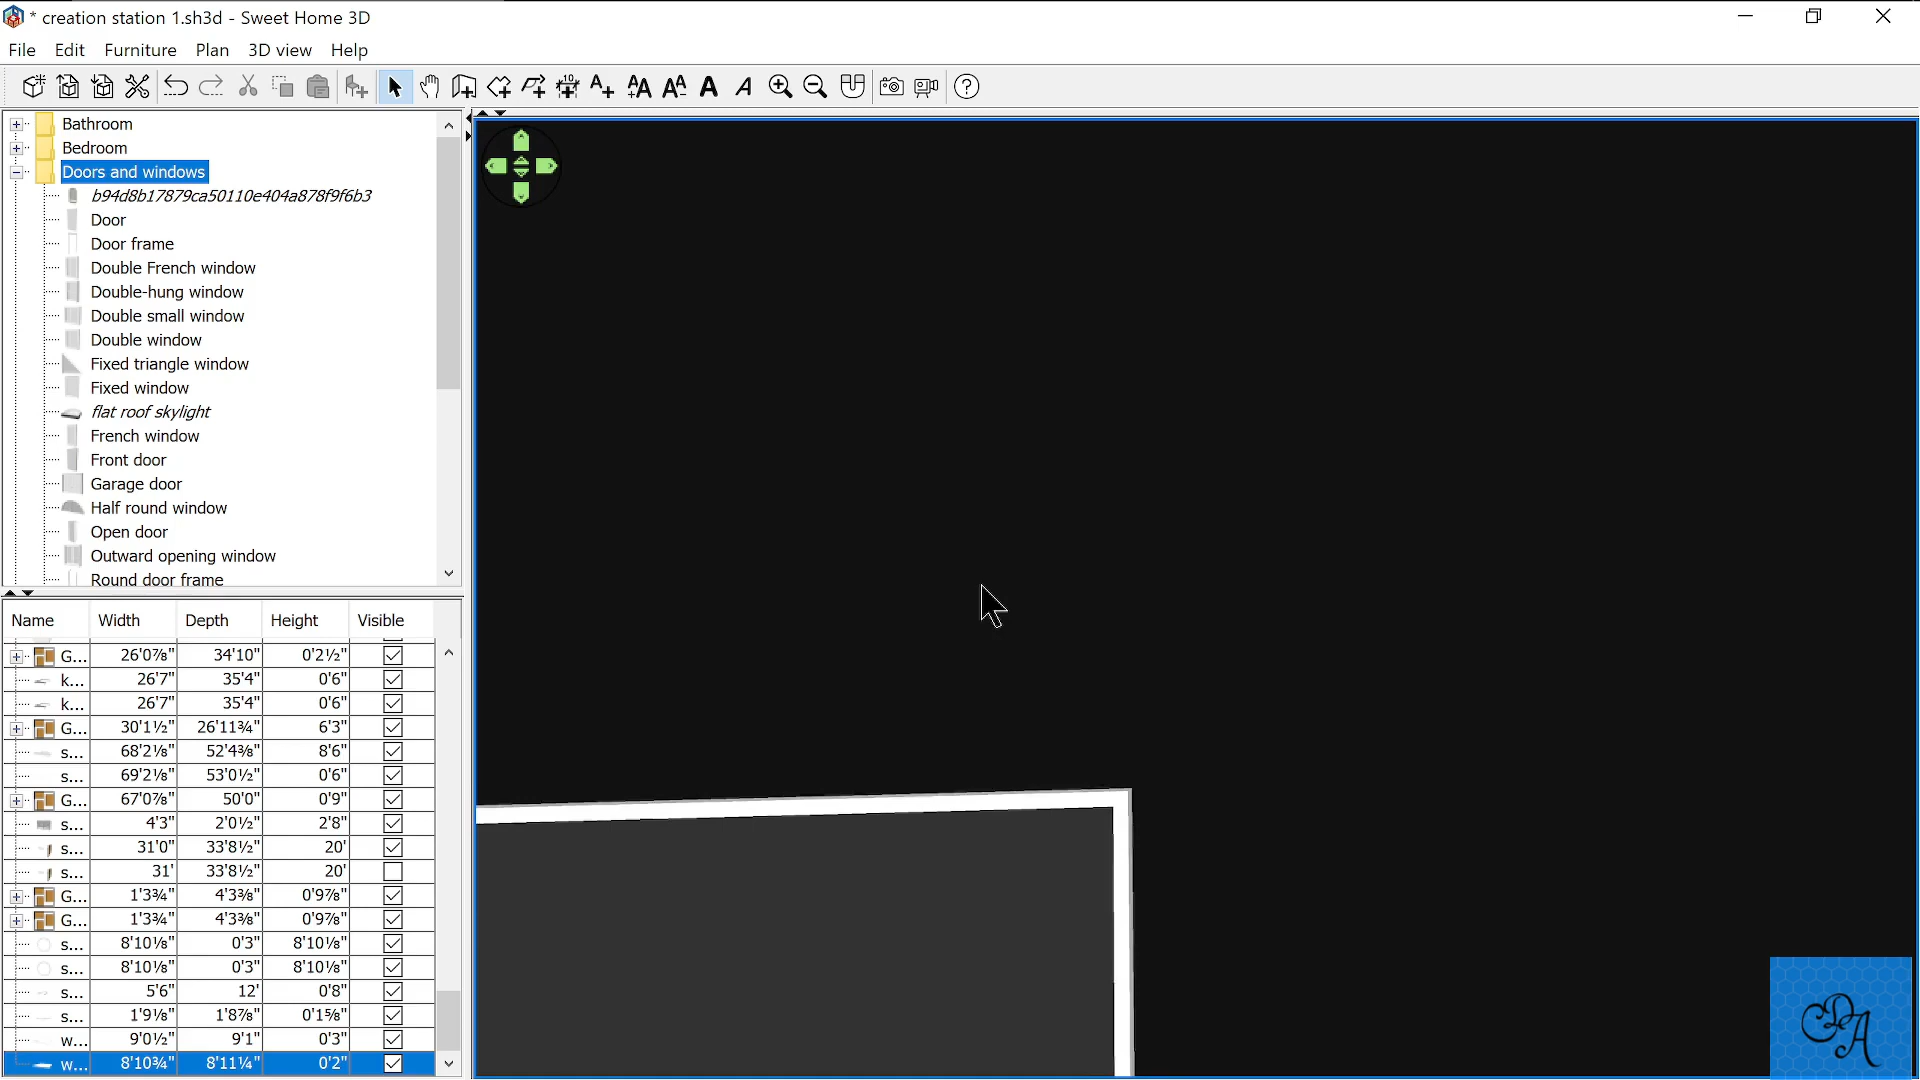 * creation station 1.sh3d - Sweet Home 3D
File Edit Furniture Plan 3D view Help
Bathroom
Bedroom
Doors and windows
b94d8b17879ca50110e404a878f9f6b3
Door
Door frame
Double French window
Double-hung window
Double small window
Double window
Fixed triangle window
Fixed window
flat roof skylight
French window
Front door
Garage door
Half round window
Open door
Outward opening window
Round door frame
Name Width Depth Height Visible
G... 26'0⅞" 34'10" 0'2½"
k... 26'7" 35'4" 0'6"
k... 26'7" 35'4" 0'6"
G... 30'1½" 26'11¾" 6'3"
s... 68'2⅛" 52'4⅜" 8'6"
s... 69'2⅛" 53'0½" 0'6"
G... 67'0⅞" 50'0" 0'9"
s... 4'3" 2'0½" 2'8"
s... 31'0" 33'8½" 20'
s... 31' 33'8½" 20'
G... 1'3¾" 4'3⅜" 0'9⅞"
G... 1'3¾" 4'3⅜" 0'9⅞"
s... 8'10⅛" 0'3" 8'10⅛"
s... 8'10⅛" 0'3" 8'10⅛"
s... 5'6" 12' 0'8"
s... 1'9⅛" 1'8⅞" 0'1⅝"
w... 9'0½" 9'1" 0'3"
w... 8'10¾" 8'11¼" 0'2"